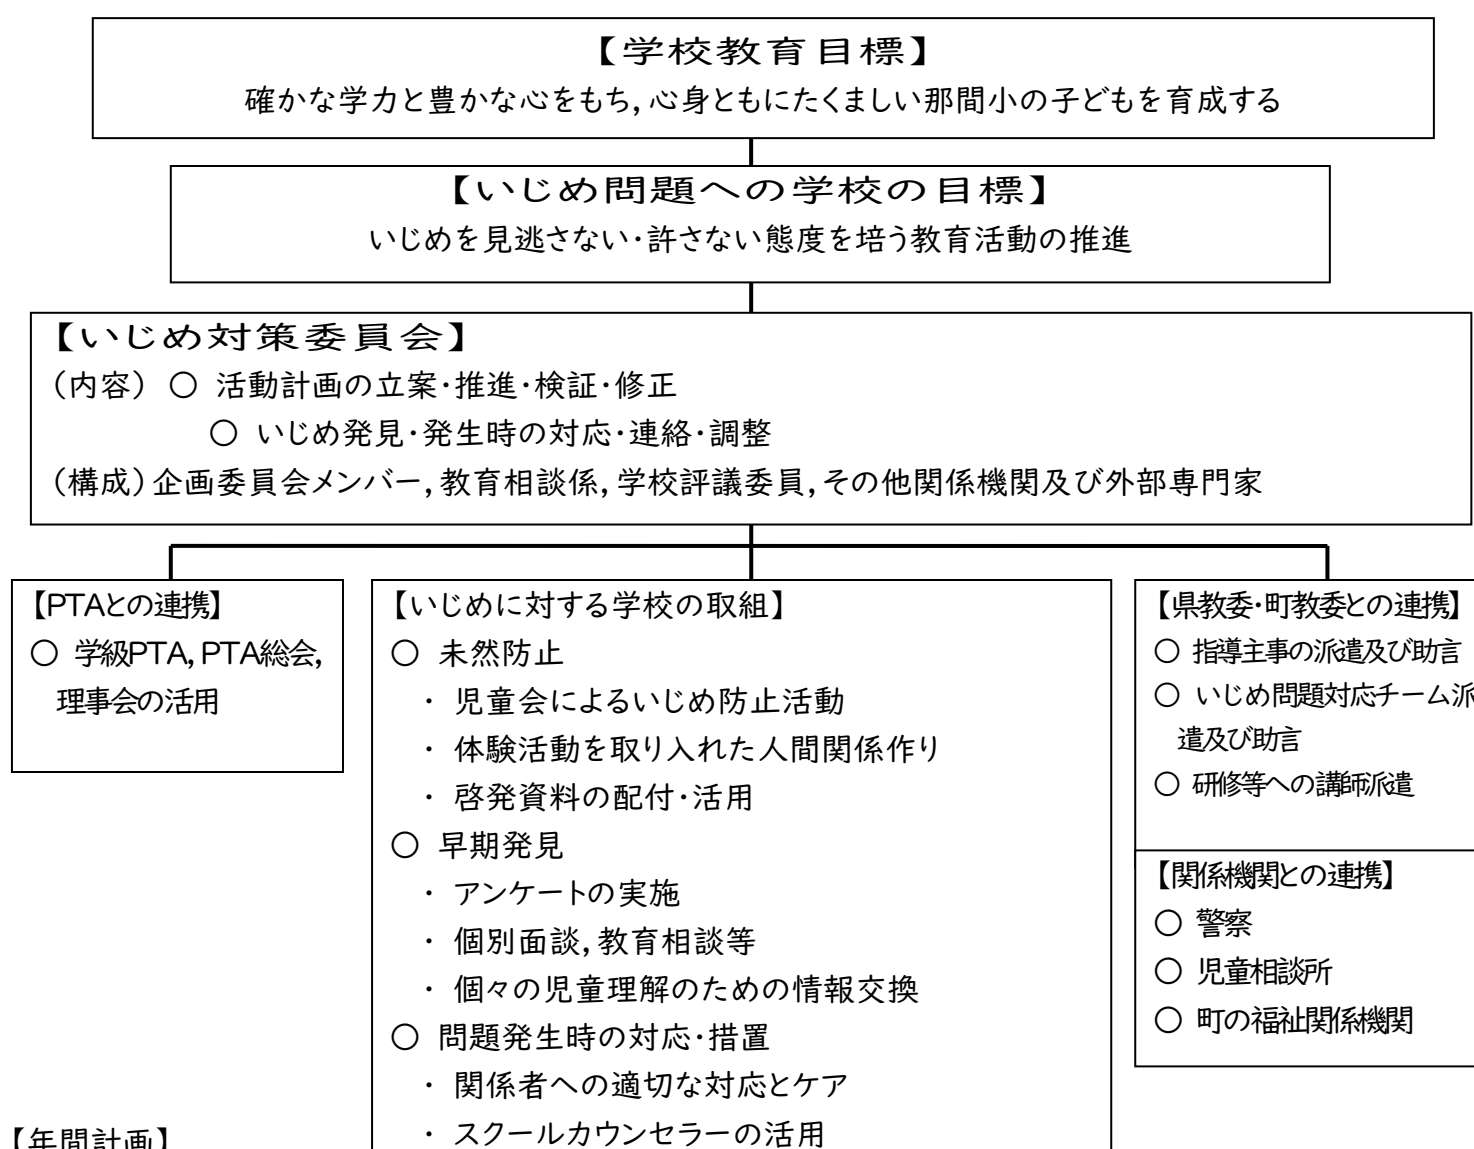 【学校教育目標】
確かな学力と豊かな心をもち,心身ともにたくましい那間小の子どもを育成する
【いじめ問題への学校の目標】
いじめを見逃さない・許さない態度を培う教育活動の推進
【いじめ対策委員会】
(内容) ○ 活動計画の立案・推進・検証・修正
○ いじめ発見・発生時の対応・連絡・調整
(構成)企画委員会メンバー,教育相談係,学校評議委員,その他関係機関及び外部専門家
【PTAとの連携】
○ 学級PTA,PTA総会,
理事会の活用
【いじめに対する学校の取組】
○ 未然防止
・ 児童会によるいじめ防止活動
・ 体験活動を取り入れた人間関係作り
・ 啓発資料の配付・活用
○ 早期発見
・ アンケートの実施
・ 個別面談,教育相談等
・ 個々の児童理解のための情報交換
○ 問題発生時の対応・措置
・ 関係者への適切な対応とケア
・ スクールカウンセラーの活用
【県教委・町教委との連携】
○ 指導主事の派遣及び助言
○ いじめ問題対応チーム派
遣及び助言
○ 研修等への講師派遣
【関係機関との連携】
○ 警察
○ 児童相談所
○ 町の福祉関係機関
【年間計画】